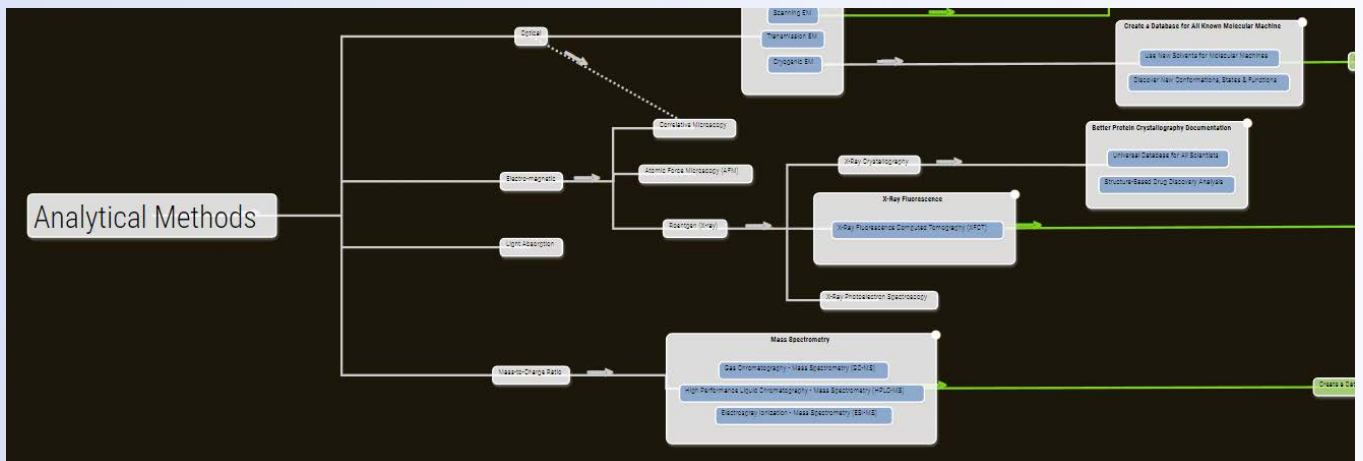 Scanning EM
Create a Database for All Known Molecular Machine
Optical
Transmission EM
Use New Solvents for Molecular Machines
Cryogenic EM
Discover New Conformations, States & Functions
Correlative Microscopy
Better Protein Crystallography Documentation
Universal Database for All Scientists
X-Ray Crystallography
Atomic Force Microscopy (AFM)
Electro-magnetic
Structure-Based Drug Discovery Analysis
X-Ray Fluorescence
Analytical Methods
Roentgen (X-ray)
X-Ray Fluorescence Computed Tomography (XFCT)
Light Absorption
X-Ray Photoelectron Spectroscopy
Mass Spectrometry
Mass-to-Charge Ratio
Gas Chromatography - Mass Spectrometry (GC-MS)
High Performance Liquid Chromatography - Mass Spectrometry (HPLC-MS)
Create a Dat
Electrospray Ionization - Mass Spectrometry (ESI-MS)